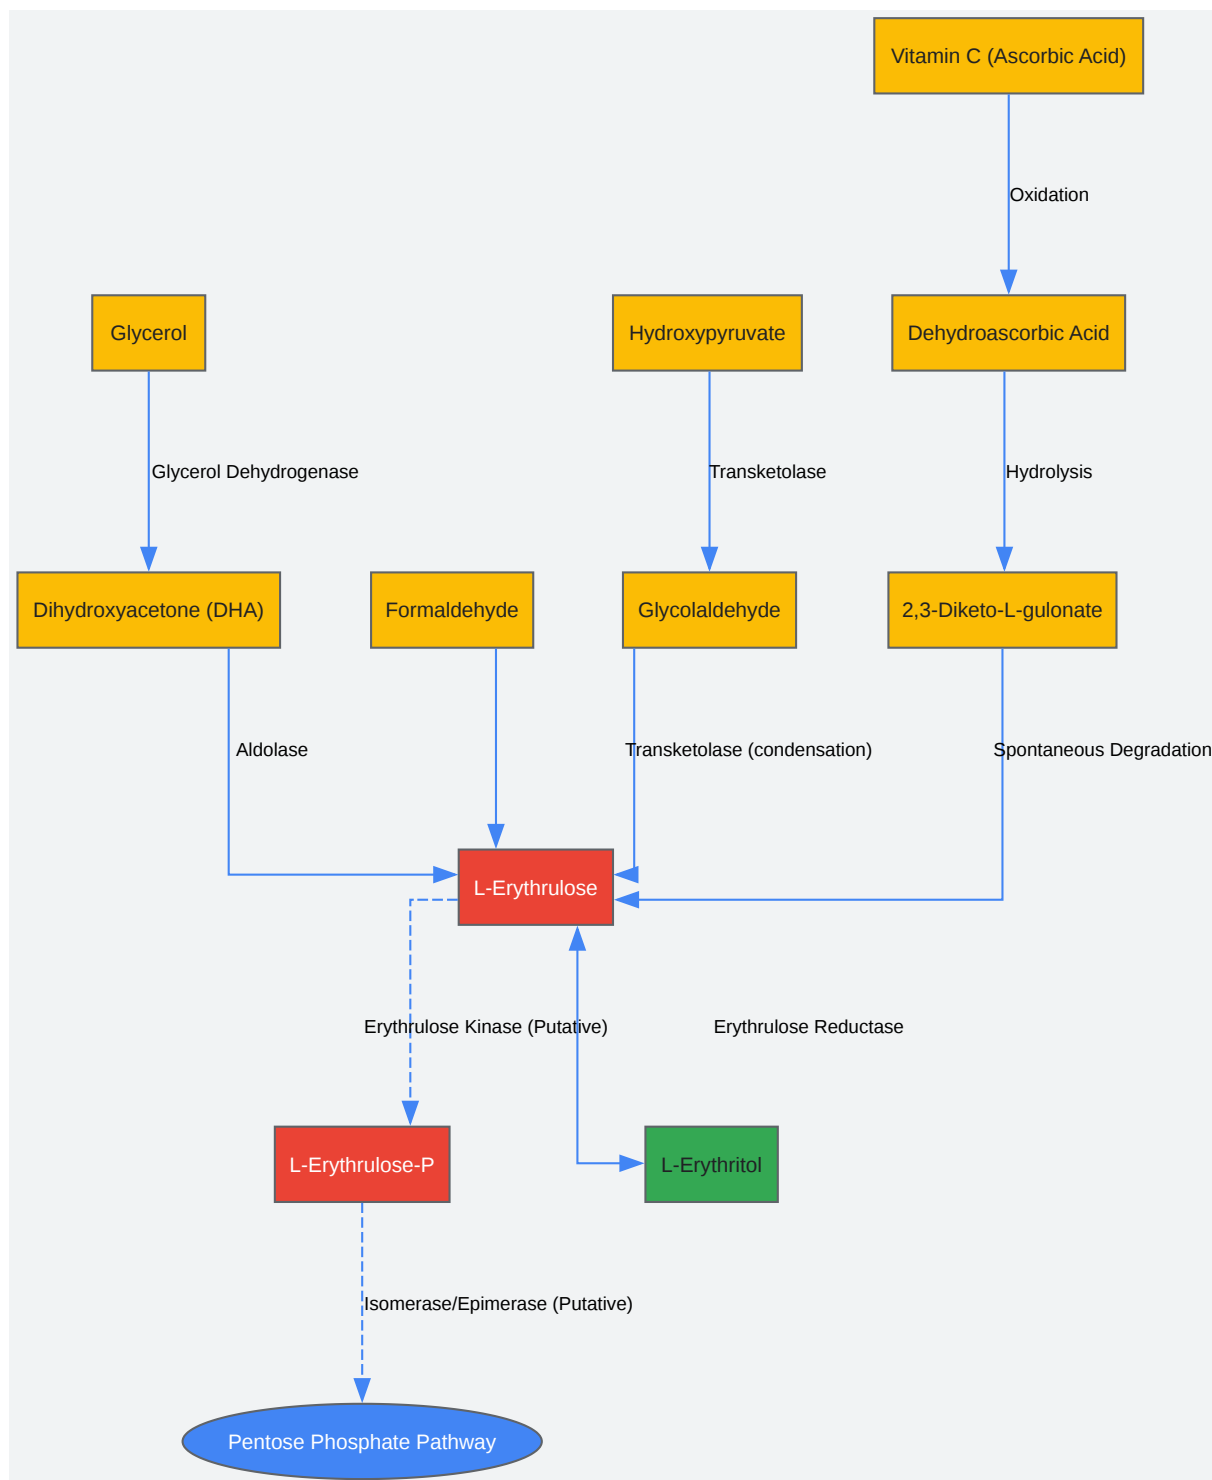 Vitamin C (Ascorbic Acid)
Oxidation
Glycerol
Hydroxypyruvate
Dehydroascorbic Acid
Glycerol Dehydrogenase
Transketolase
Hydrolysis
Dihydroxyacetone (DHA)
Formaldehyde
Glycolaldehyde
2,3-Diketo-L-gulonate
Aldolase
Transketolase (condensation)
Spontaneous Degradation
L-Erythrulose
Erythrulose Kinase (Putative)
Erythrulose Reductase
L-Erythrulose-P
L-Erythritol
Isomerase/Epimerase (Putative)
Pentose Phosphate Pathway